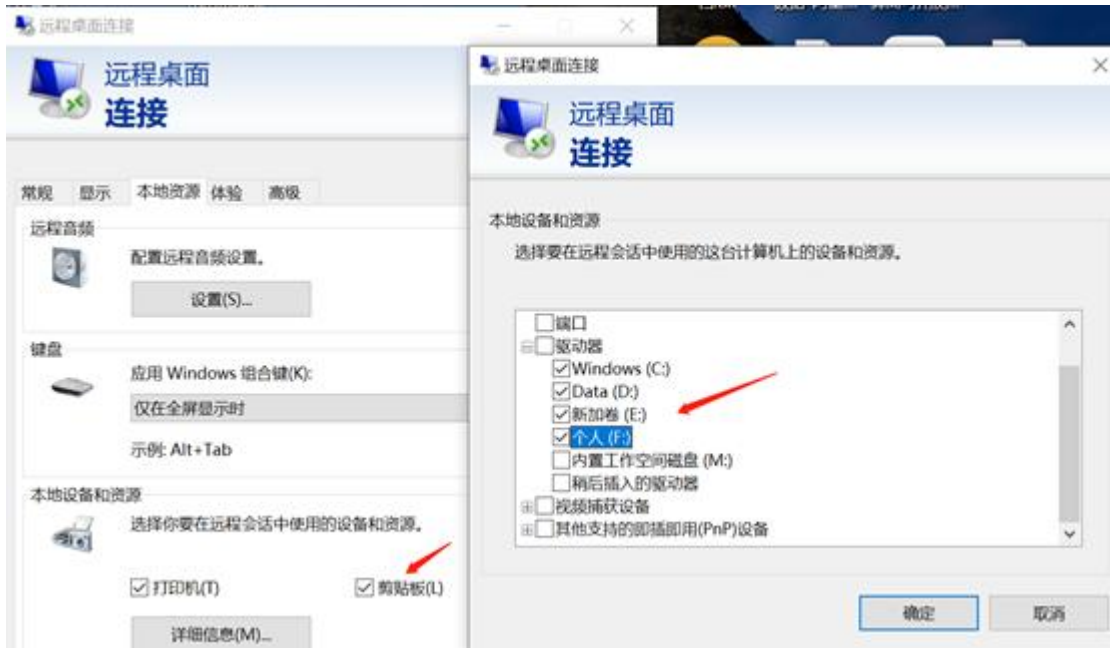 远程桌面连接
远程桌面
连接
常规 显示 本地资源 体验 高级
远程音频
配置远程音频设置。
设置(S)...
键盘
应用 Windows 组合键(K):
仅在全屏显示时
示例: Alt+Tab
本地设备和资源
选择你要在远程会话中使用的设备和资源。
打印机(T) 剪贴板(L)
详细信息(M)...
远程桌面连接
远程桌面
连接
本地设备和资源
选择要在远程会话中使用的这台计算机上的设备和资源。
端口
驱动器
Windows (C:)
Data (D:)
新加卷 (E:)
个人 (F:)
内置工作空间磁盘 (M:)
稍后插入的驱动器
视频捕获设备
其他支持的即插即用(PnP)设备
确定 取消